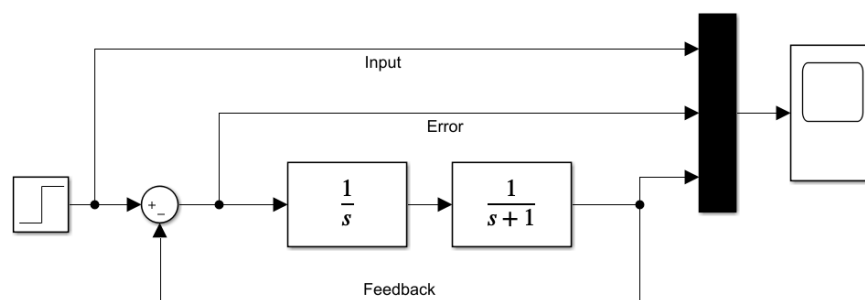 Input
Error
+
−
1
s
1
s + 1
Feedback